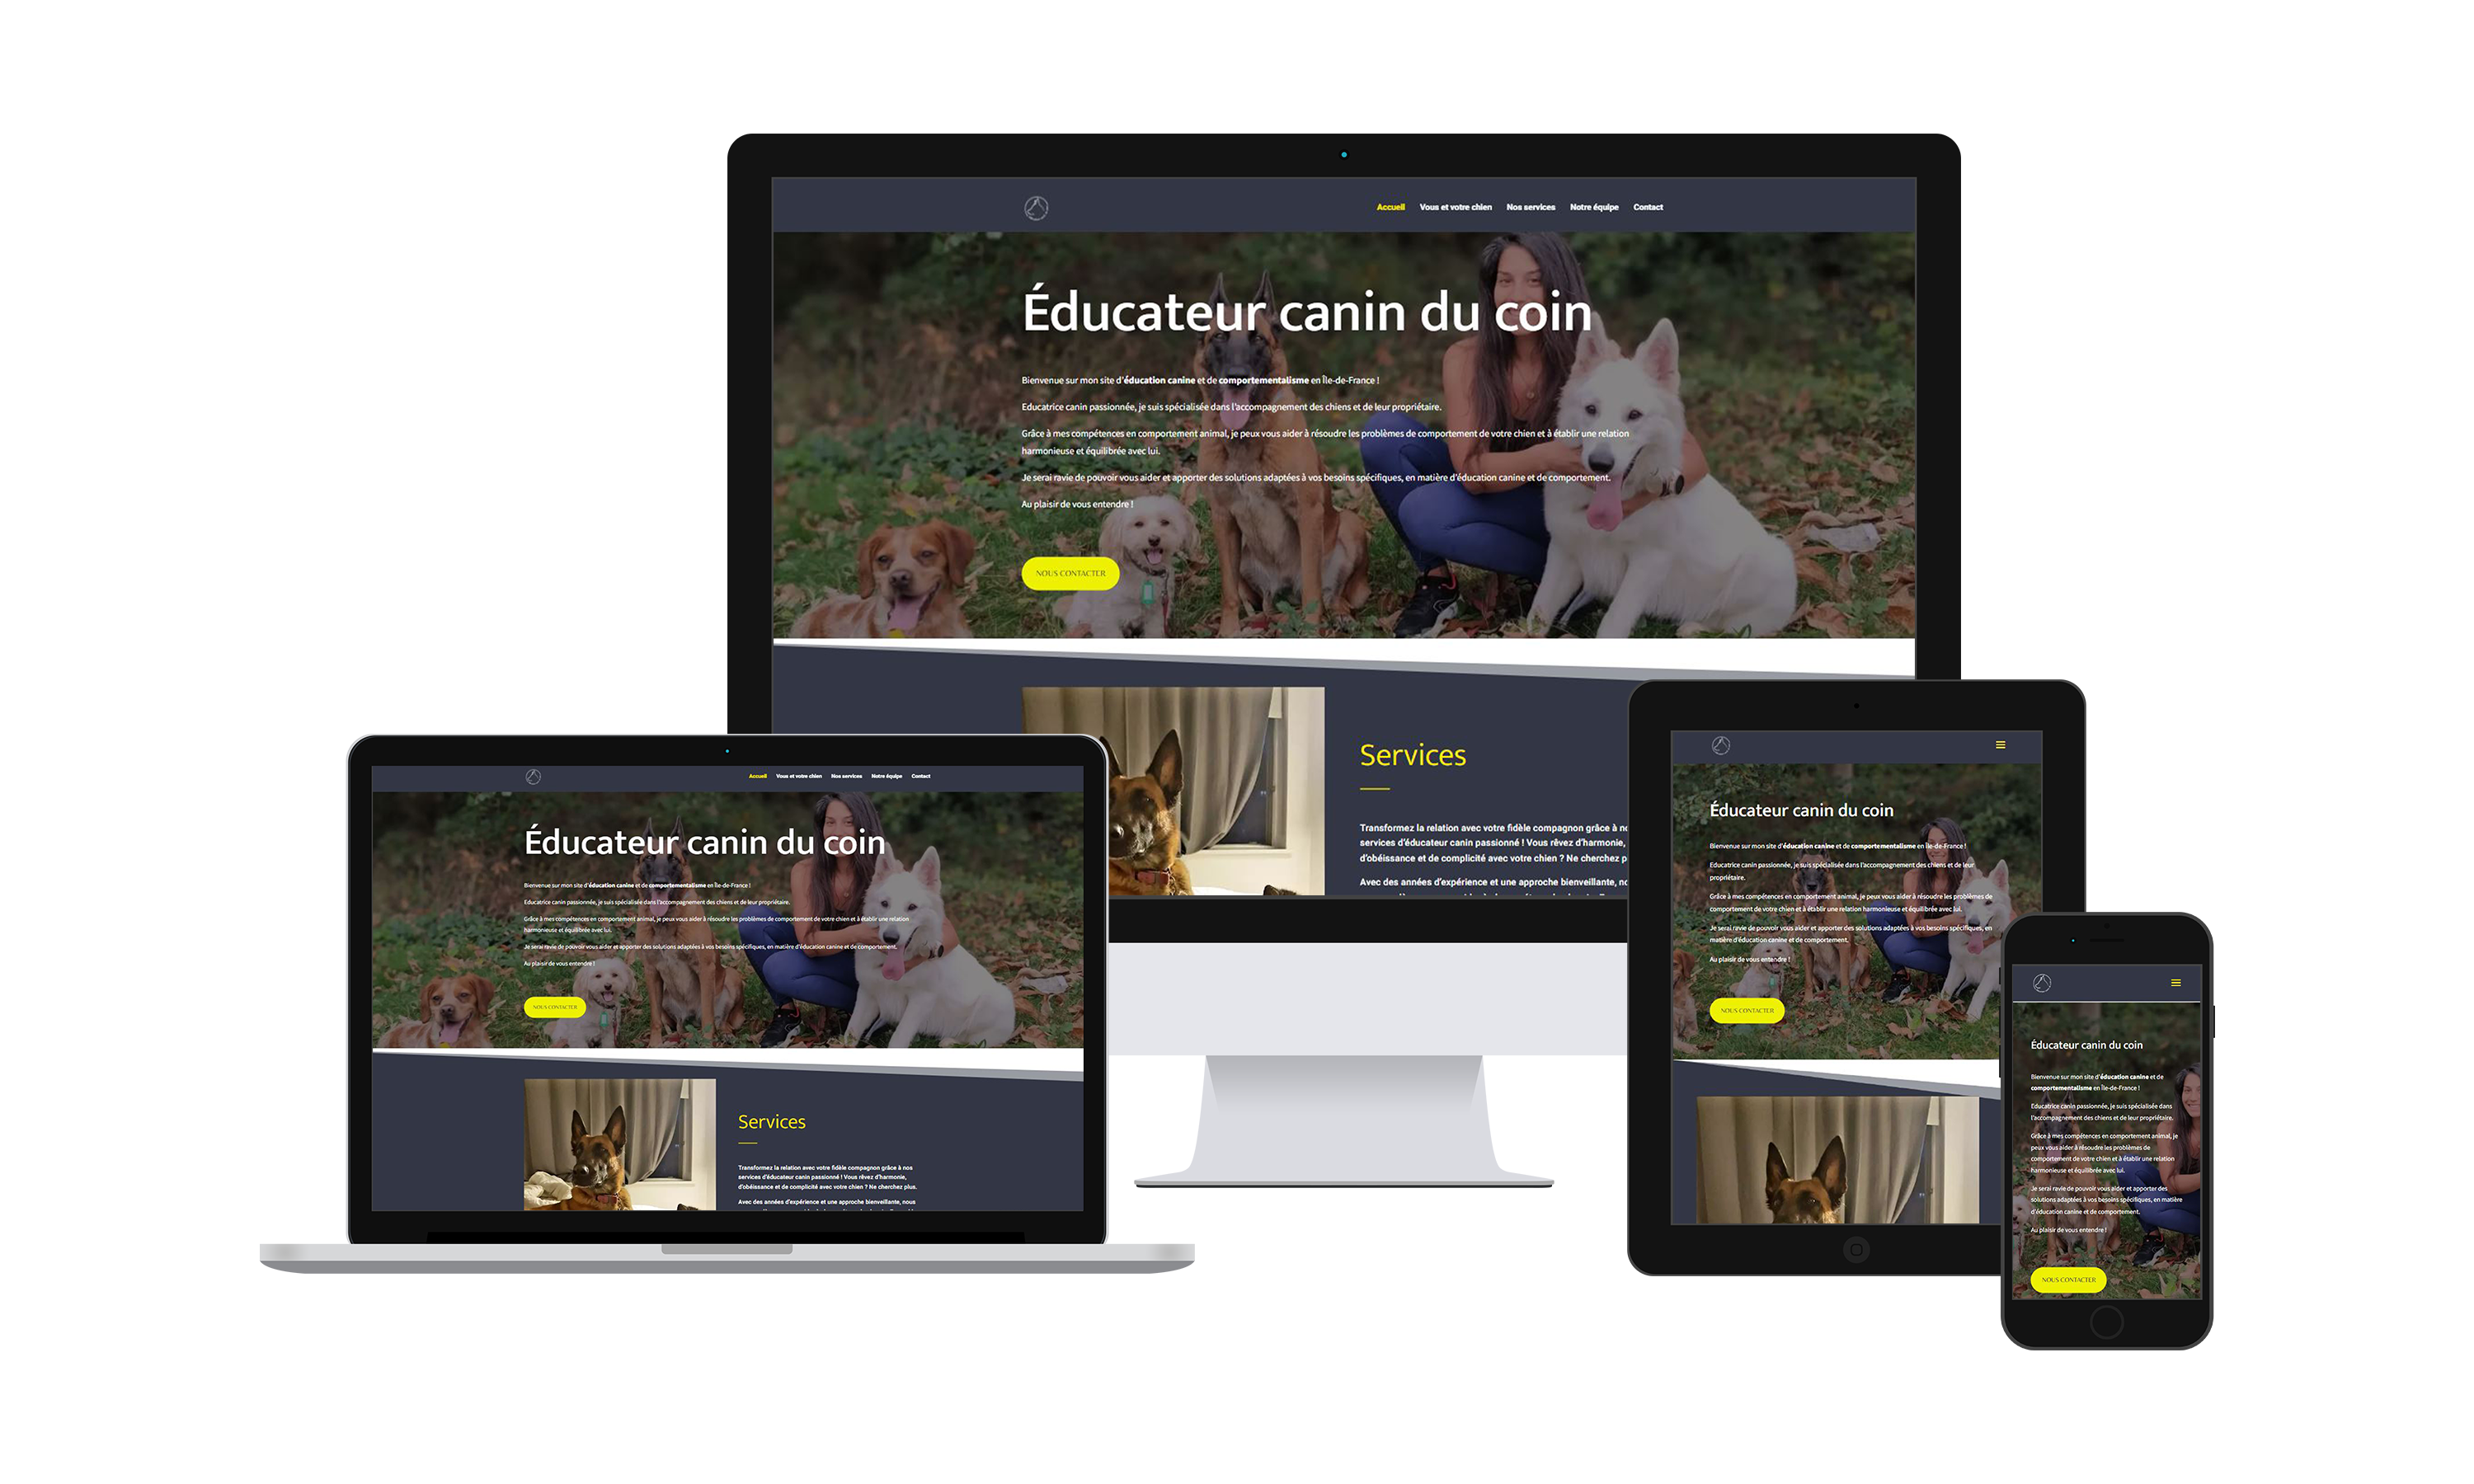 Accueil Vous et votre chien Nos services Notre équipe Contact
Éducateur canin du coin
Bienvenue sur mon site d'éducation canine et de comportementalisme en Île-de-France !
Educatrice canin passionnée, je suis spécialisée dans l'accompagnement des chiens et de leur propriétaire.
Grâce à mes compétences en comportement animal, je peux vous aider à résoudre les problèmes de comportement de votre chien et à établir une relation
harmonieuse et équilibrée avec lui.
Je serai ravie de pouvoir vous aider et apporter des solutions adaptées à vos besoins spécifiques, en matière d'éducation canine et de comportement.
Au plaisir de vous entendre !
NOUS CONTACTER
Services
Transformez la relation avec votre fidèle compagnon grâce à
services d'éducateur canin passionné ! Vous rêvez d'harmonie,
d'obéissance et de complicité avec votre chien ? Ne cherchez
Avec des années d'expérience et une approche bienveillante,
Accueil Vous et votre chien Nos services Notre équipe Contact
Éducateur canin du coin
Bienvenue sur mon site d'éducation canine et de comportementalisme en Île-de-France !
Educatrice canin passionnée, je suis spécialisée dans l'accompagnement des chiens et de leur propriétaire.
Grâce à mes compétences en comportement animal, je peux vous aider à résoudre les problèmes de comportement de votre chien et à établir une relation
harmonieuse et équilibrée avec lui.
Je serai ravie de pouvoir vous aider et apporter des solutions adaptées à vos besoins spécifiques, en matière d'éducation canine et de comportement.
Au plaisir de vous entendre !
NOUS CONTACTER
Services
Transformez la relation avec votre fidèle compagnon grâce à nos
services d'éducateur canin passionné ! Vous rêvez d'harmonie,
d'obéissance et de complicité avec votre chien ? Ne cherchez plus.
Avec des années d'expérience et une approche bienveillante, nous
Éducateur canin du coin
Bienvenue sur mon site d'éducation canine et de comportementalisme en Île-de-France !
Educatrice canin passionnée, je suis spécialisée dans l'accompagnement des chiens et de leur
propriétaire.
Grâce à mes compétences en comportement animal, je peux vous aider à résoudre les problèmes de
comportement de votre chien et à établir une relation harmonieuse et équilibrée avec lui.
Je serai ravie de pouvoir vous aider et apporter des solutions adaptées à vos besoins spécifiques, en
matière d'éducation canine et de comportement.
Au plaisir de vous entendre !
NOUS CONTACTER
Éducateur canin du coin
Bienvenue sur mon site d'éducation canine et de
comportementalisme en Île-de-France !
Educatrice canin passionnée, je suis spécialisée dans
l'accompagnement des chiens et de leur propriétaire.
Grâce à mes compétences en comportement animal, je
peux vous aider à résoudre les problèmes de
comportement de votre chien et à établir une relation
harmonieuse et équilibrée avec lui.
Je serai ravie de pouvoir vous aider et apporter des
solutions adaptées à vos besoins spécifiques, en matière
d'éducation canine et de comportement.
Au plaisir de vous entendre !
NOUS CONTACTER